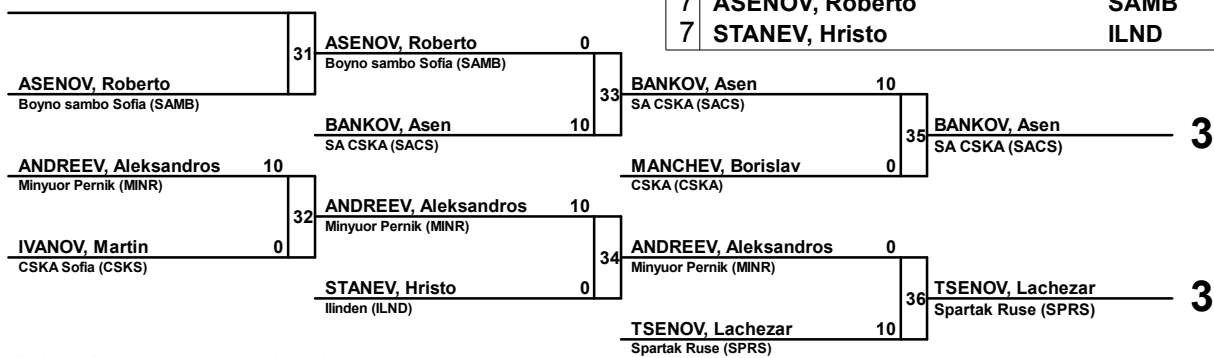 7 ASENOV, Roberto SAMB
7 STANEV, Hristo ILND
31
ASENOV, Roberto 0
Boyno sambo Sofia (SAMB)
ASENOV, Roberto
Boyno sambo Sofia (SAMB)
33
BANKOV, Asen 10
SA CSKA (SACS)
BANKOV, Asen 10
SA CSKA (SACS)
35
BANKOV, Asen
SA CSKA (SACS)
3
ANDREEV, Aleksandros 10
Minyuor Pernik (MINR)
MANCHEV, Borislav 0
CSKA (CSKA)
32
ANDREEV, Aleksandros 10
Minyuor Pernik (MINR)
IVANOV, Martin 0
CSKA Sofia (CSKS)
34
ANDREEV, Aleksandros 0
Minyuor Pernik (MINR)
STANEV, Hristo 0
Ilinden (ILND)
36
TSENOV, Lachezar
Spartak Ruse (SPRS)
3
TSENOV, Lachezar 10
Spartak Ruse (SPRS)